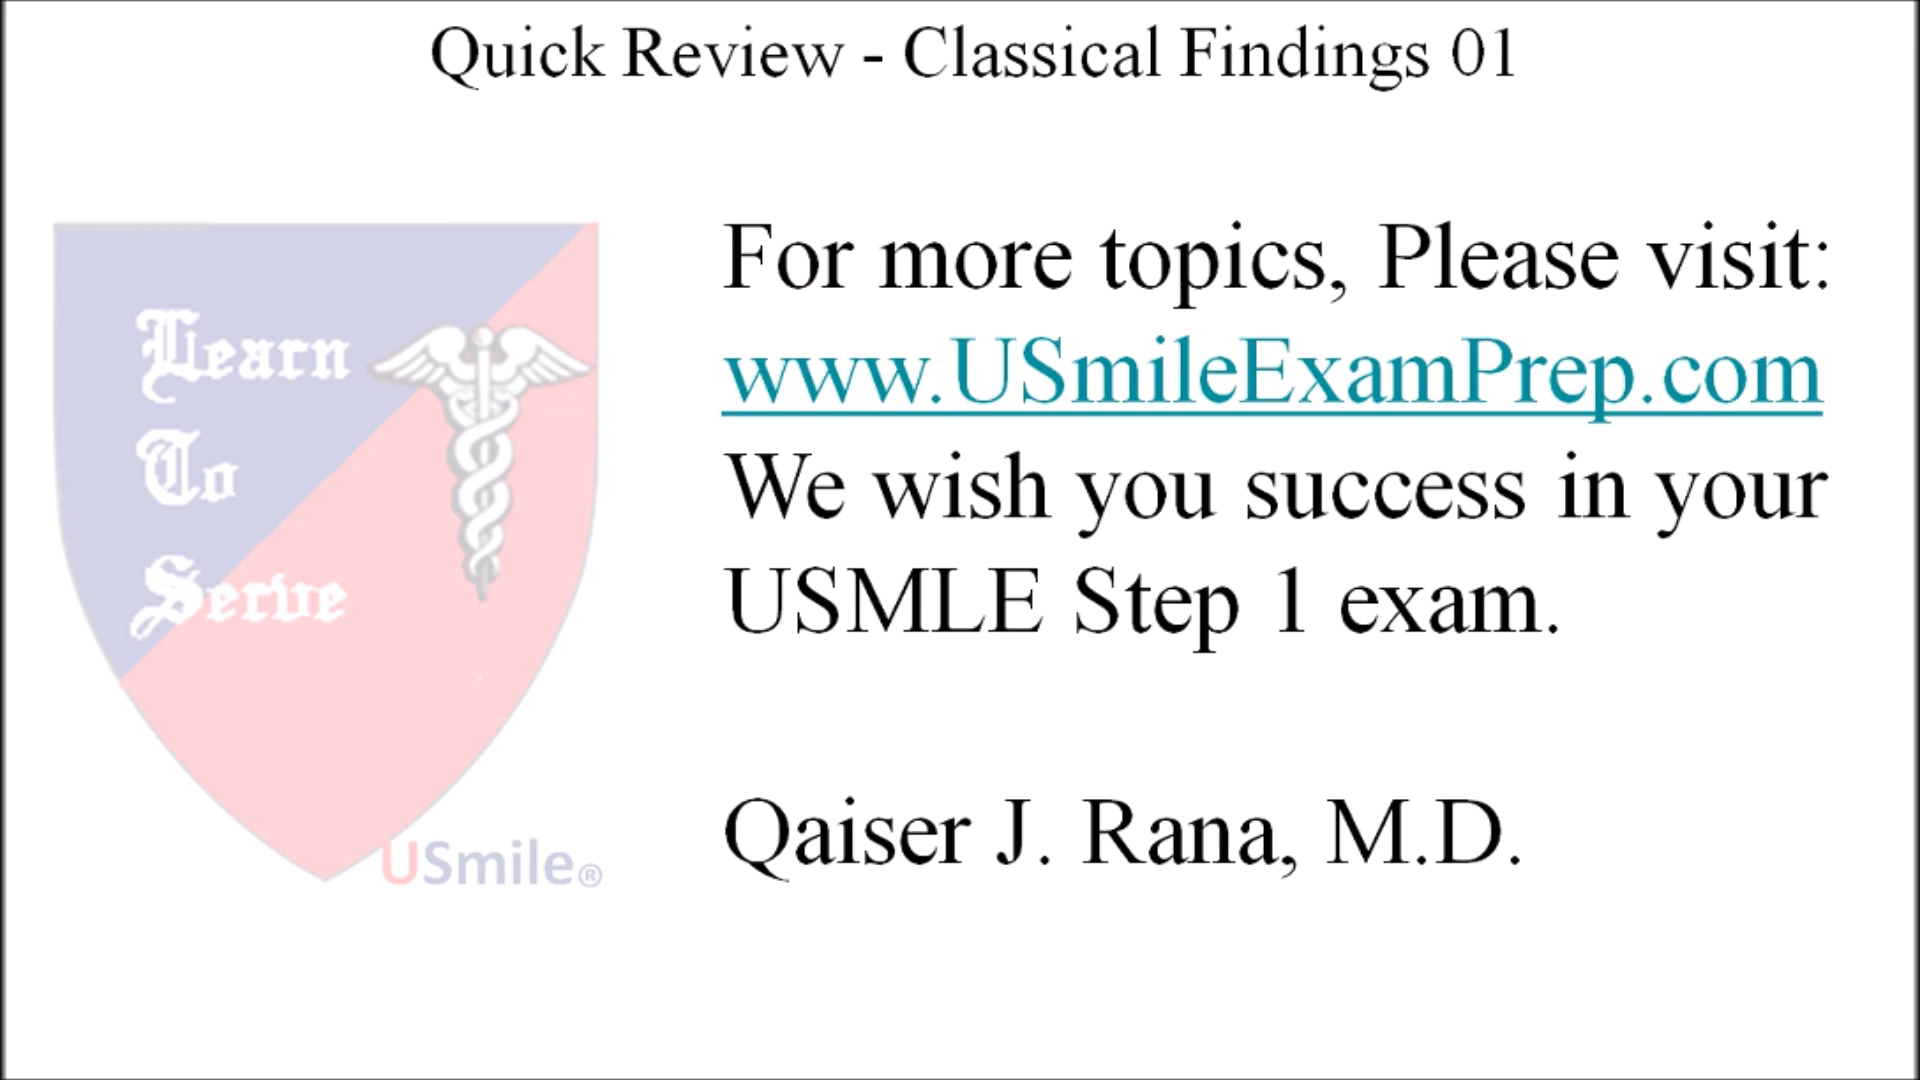 Quick Review - Classical Findings 01
Learn
To
Serve
USmile®
For more topics, Please visit:
www.USmileExamPrep.com
We wish you success in your
USMLE Step 1 exam.
Qaiser J. Rana, M.D.